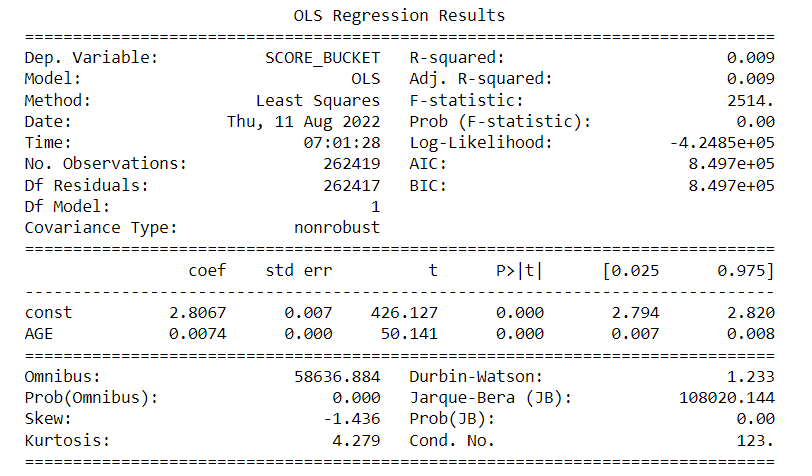 OLS Regression Results
==============================================================================
Dep. Variable:           SCORE_BUCKET   R-squared:                       0.009
Model:                            OLS   Adj. R-squared:                  0.009
Method:                 Least Squares   F-statistic:                     2514.
Date:                Thu, 11 Aug 2022   Prob (F-statistic):               0.00
Time:                        07:01:28   Log-Likelihood:            -4.2485e+05
No. Observations:              262419   AIC:                         8.497e+05
Df Residuals:                  262417   BIC:                         8.497e+05
Df Model:                           1
Covariance Type:            nonrobust
==============================================================================
                 coef    std err          t      P>|t|      [0.025      0.975]
------------------------------------------------------------------------------
const          2.8067      0.007    426.127      0.000       2.794       2.820
AGE            0.0074      0.000     50.141      0.000       0.007       0.008
==============================================================================
Omnibus:                    58636.884   Durbin-Watson:                   1.233
Prob(Omnibus):                  0.000   Jarque-Bera (JB):           108020.144
Skew:                          -1.436   Prob(JB):                         0.00
Kurtosis:                       4.279   Cond. No.                         123.
==============================================================================